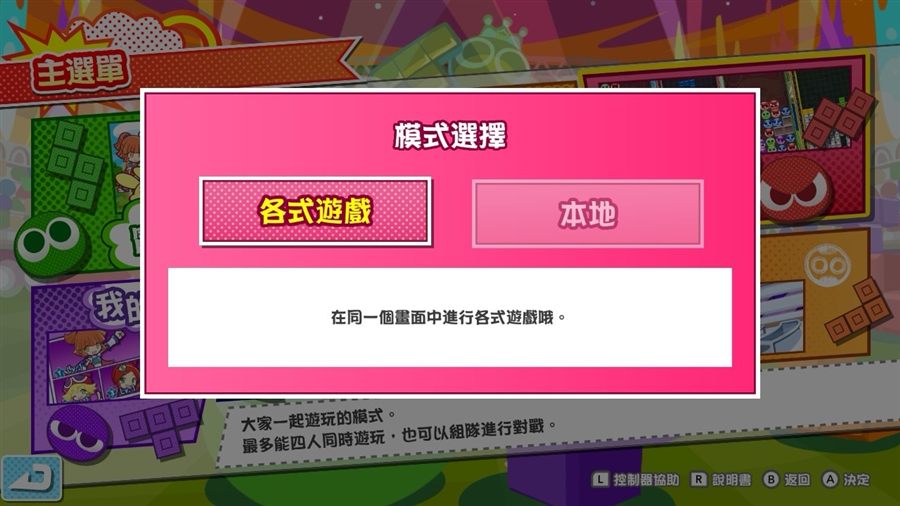 主選單
模式選擇
各式遊戲
本地
在同一個畫面中進行各式遊戲哦。
我的
大家一起遊玩的模式。
最多能四人同時遊玩，也可以組隊進行對戰。
L 控制器協助 R 說明書 B 返回 A 決定